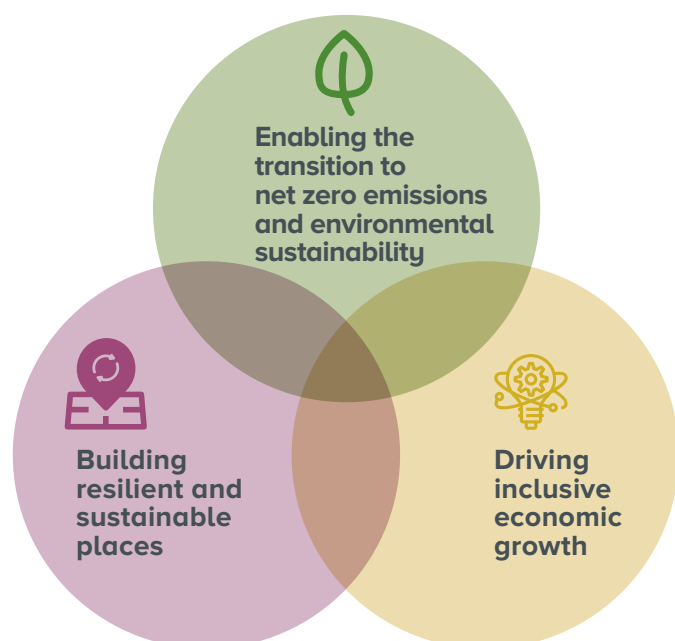 Enabling the
transition to
net zero emissions
and environmental
sustainability
Building
resilient and
sustainable
places
Driving
inclusive
economic
growth